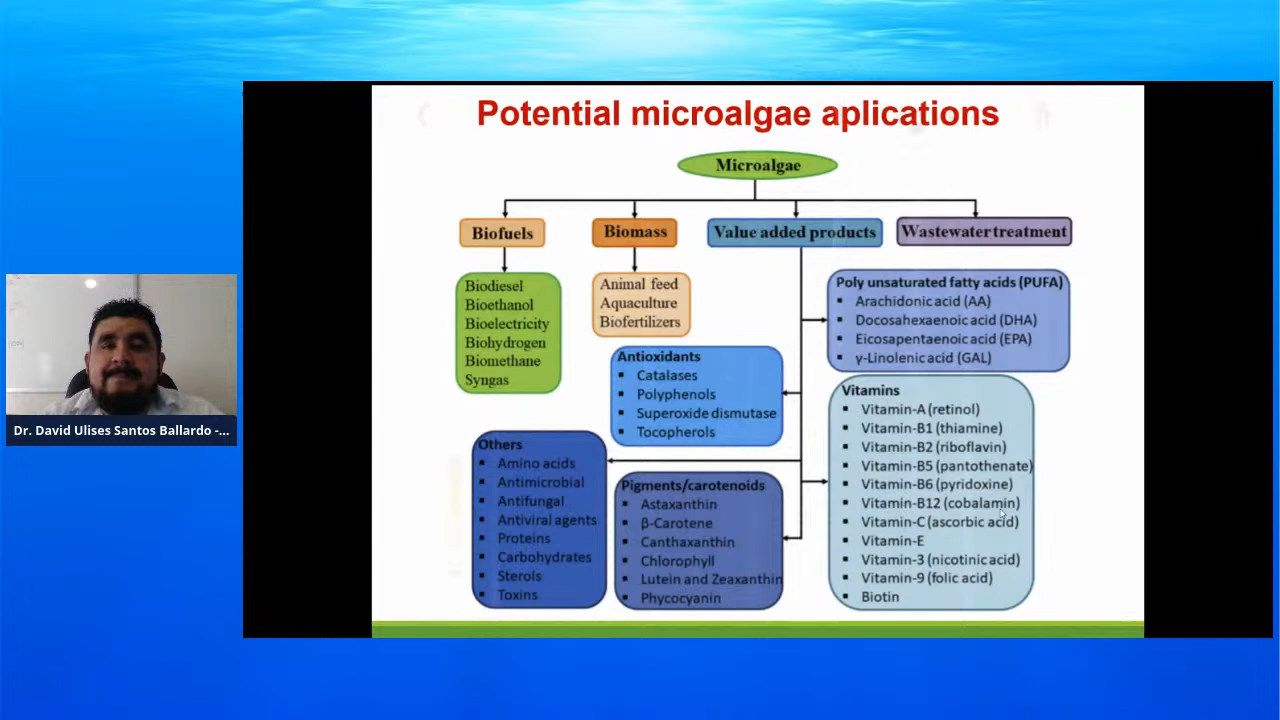 Potential microalgae aplications
Microalgae
Biofuels
Biomass
Value added products
Wastewater treatment
Biodiesel
Bioethanol
Bioelectricity
Biohydrogen
Biomethane
Syngas
Animal feed
Aquaculture
Biofertilizers
Poly unsaturated fatty acids (PUFA)
▪ Arachidonic acid (AA)
▪ Docosahexaenoic acid (DHA)
▪ Eicosapentaenoic acid (EPA)
▪ γ-Linolenic acid (GAL)
Antioxidants
▪ Catalases
▪ Polyphenols
▪ Superoxide dismutase
▪ Tocopherols
Vitamins
▪ Vitamin-A (retinol)
▪ Vitamin-B1 (thiamine)
▪ Vitamin-B2 (riboflavin)
▪ Vitamin-B5 (pantothenate)
▪ Vitamin-B6 (pyridoxine)
▪ Vitamin-B12 (cobalamin)
▪ Vitamin-C (ascorbic acid)
▪ Vitamin-E
▪ Vitamin-3 (nicotinic acid)
▪ Vitamin-9 (folic acid)
▪ Biotin
Others
▪ Amino acids
▪ Antimicrobial
▪ Antifungal
▪ Antiviral agents
▪ Proteins
▪ Carbohydrates
▪ Sterols
▪ Toxins
Pigments/carotenoids
▪ Astaxanthin
▪ β-Carotene
▪ Canthaxanthin
▪ Chlorophyll
▪ Lutein and Zeaxanthin
▪ Phycocyanin
Dr. David Ulises Santos Ballardo -...